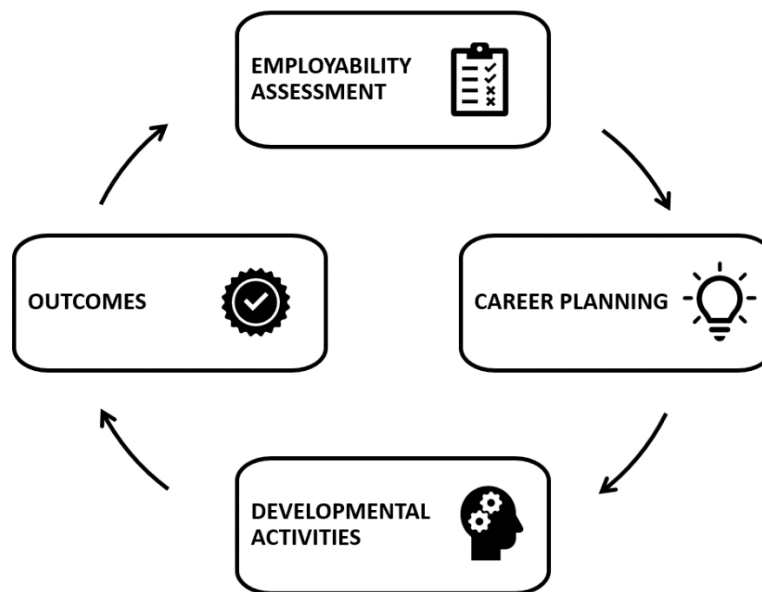 EMPLOYABILITY
ASSESSMENT
OUTCOMES
CAREER PLANNING
DEVELOPMENTAL
ACTIVITIES